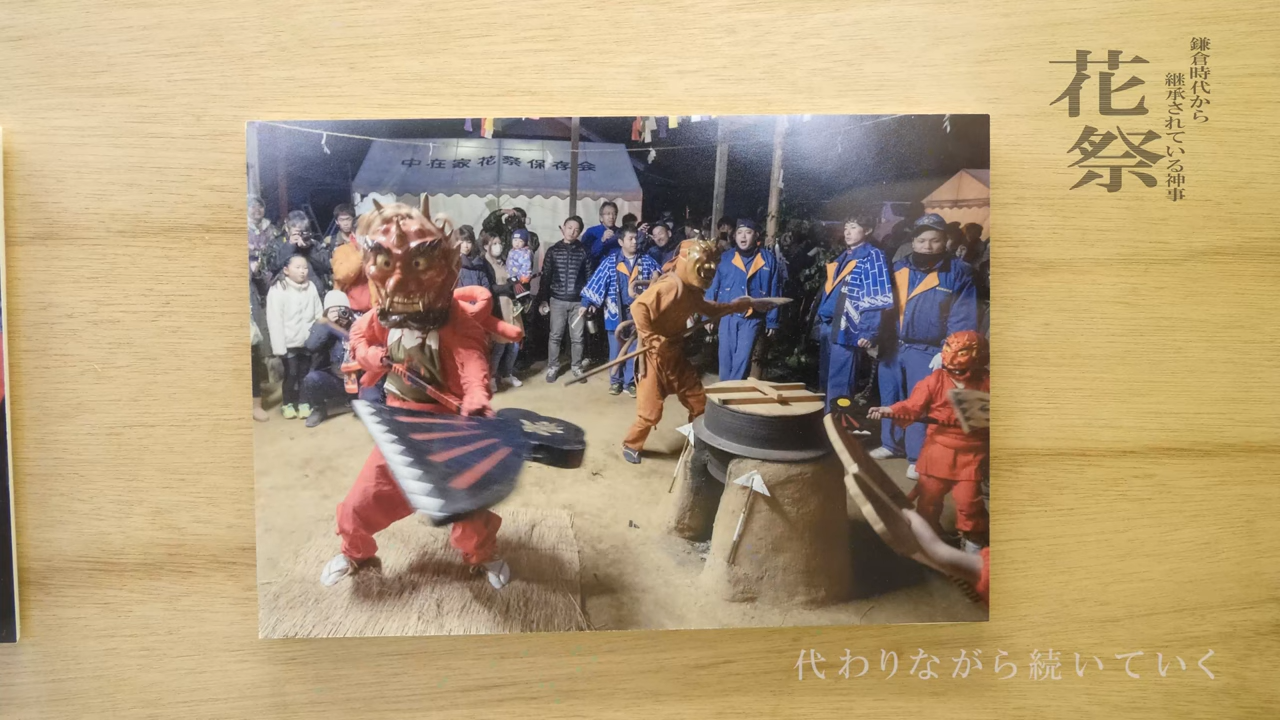 鎌倉時代から
継承されている神事
花祭
中在家花祭保存会
代わりながら続いていく